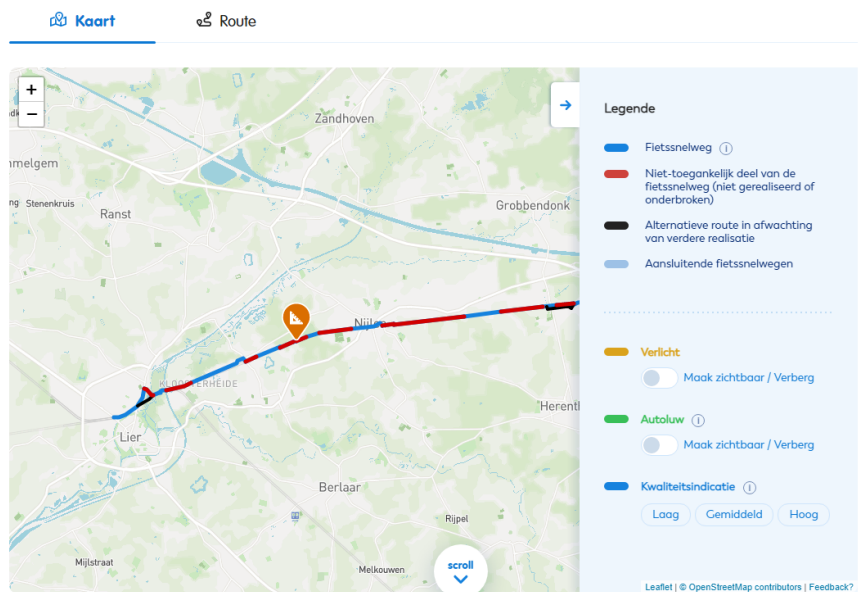 Kaart
Route
+
−
Zandhoven
Stenenkruis
Ranst
Grobbendonk
KLOOSTERHEIDE
Lier
Berlaar
Rijpel
Mijlstraat
Melkouwen
scroll
Legende
Fietssnelweg
Niet-toegankelijk deel van de
fietssnelweg (niet gerealiseerd of
onderbroken)
Alternatieve route in afwachting
van verdere realisatie
Aansluitende fietssnelwegen
Verlicht
Maak zichtbaar / Verberg
Autoluw
Maak zichtbaar / Verberg
Kwaliteitsindicatie
Laag Gemiddeld Hoog
Leaflet | © OpenStreetMap contributors | Feedback?